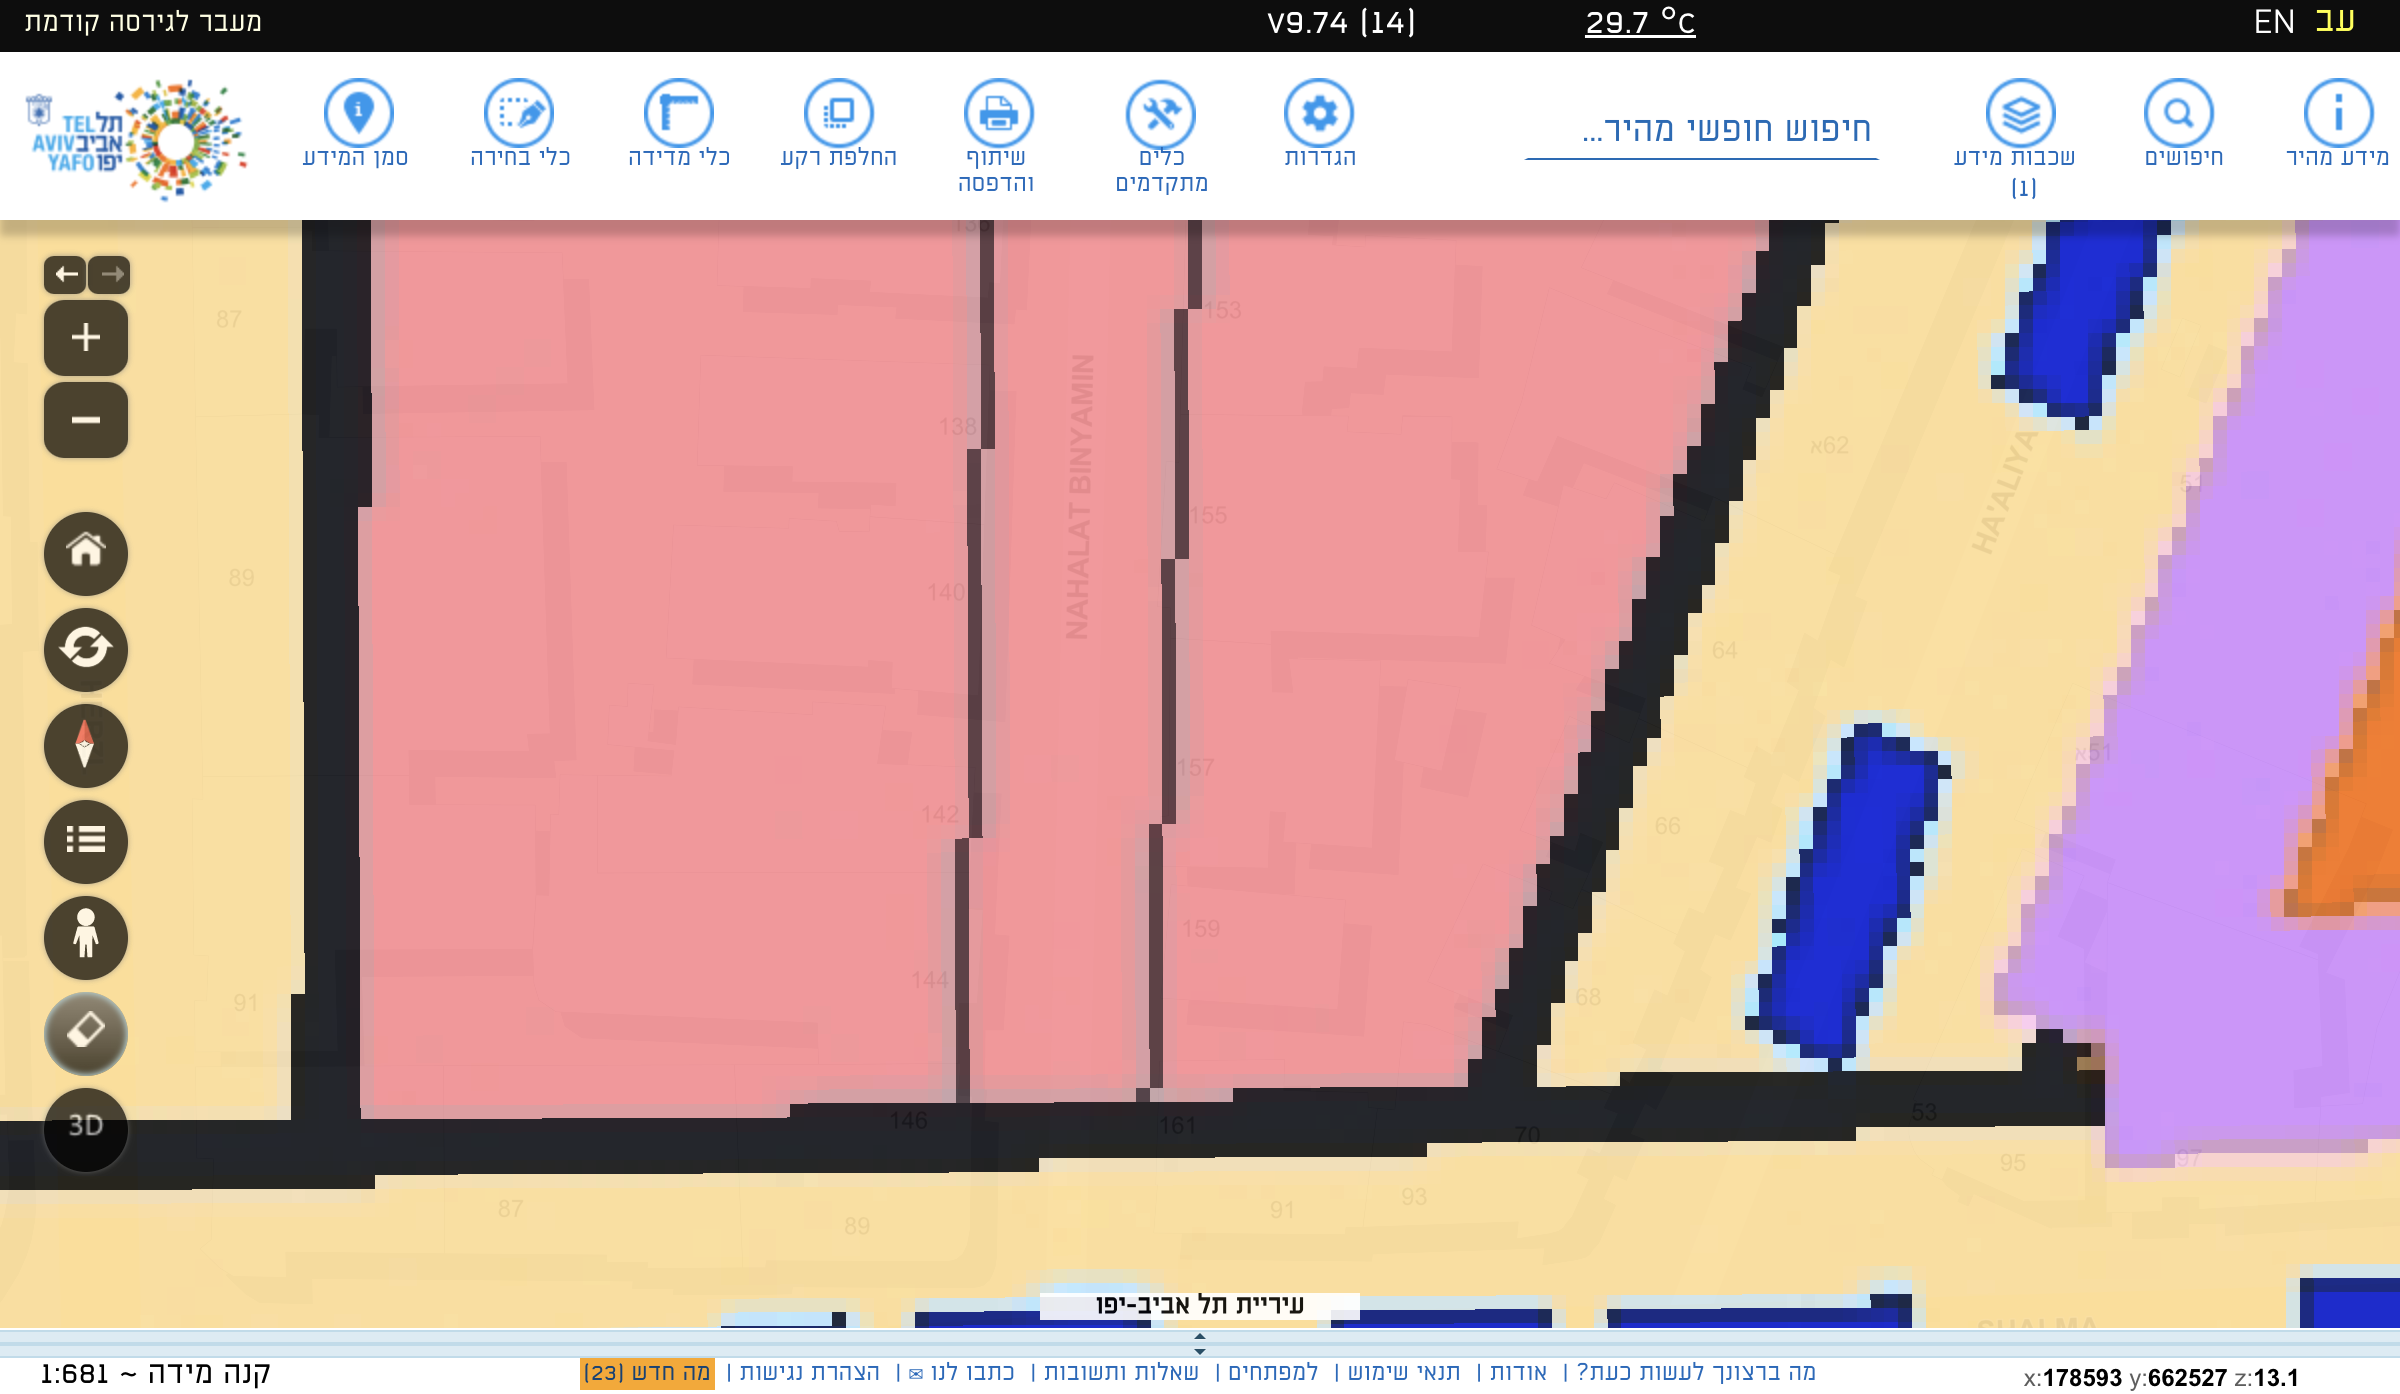 מעבר לגירסה קודמת
V9.74 (14)
29.7 °C
EN עב
תל
TEL
אביב
AVIV
יפו
YAFO
סמן המידע
כלי בחירה
כלי מדידה
החלפת רקע
שיתוף והדפסה
כלים מתקדמים
הגדרות
חיפוש חופשי מהיר...
שכבות מידע (1)
חיפושים
מידע מהיר
136
87
153
138
NAHALAT BINYAMIN
א62
HA'ALIYA
155
89
140
64
א51
157
142
66
159
144
91
68
3D
146
161
70
53
95
97
87
89
91
93
עיריית תל אביב-יפו
SHALMA
קנה מידה ~ 1:681
מה ברצונך לעשות כעת? | אודות | תנאי שימוש | למפתחים | שאלות ותשובות | כתבו לנו ✉ | הצהרת נגישות | מה חדש (23)
x:178593 y:662527 z:13.1